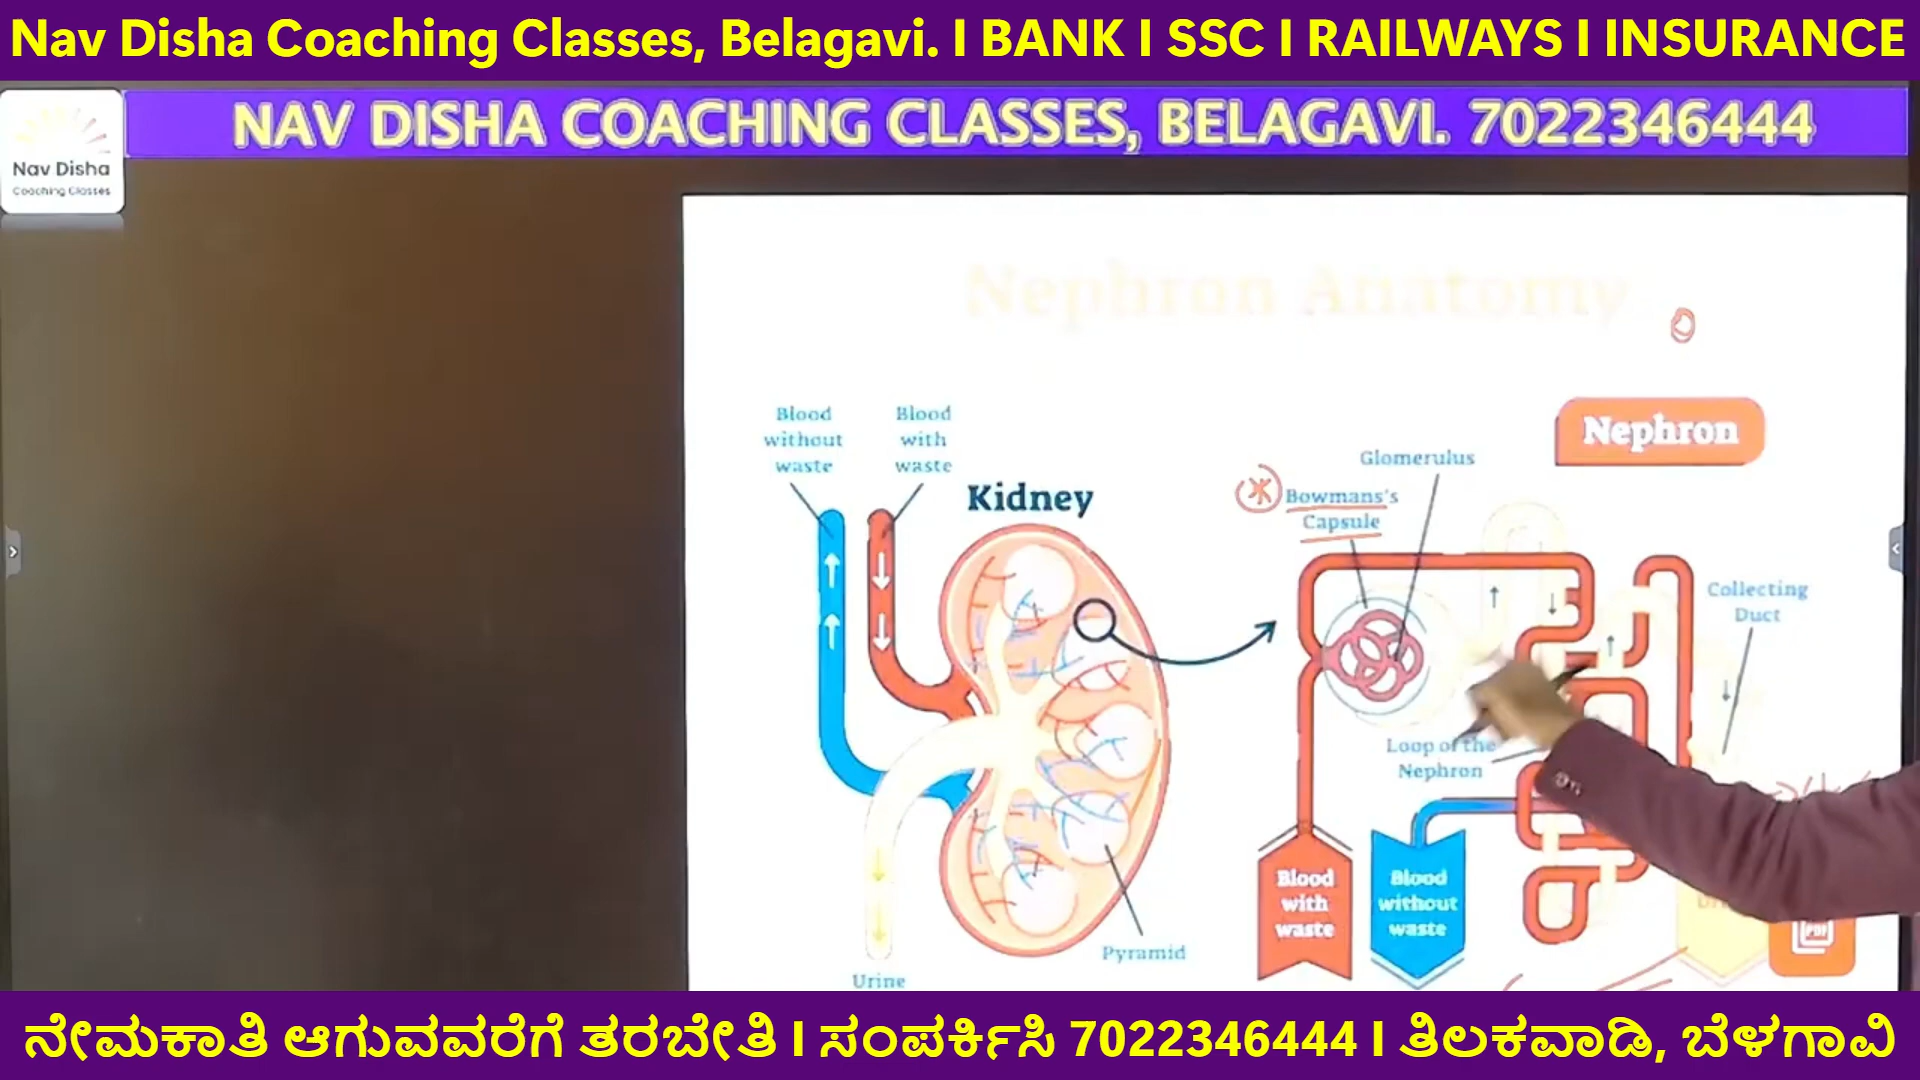 Nav Disha Coaching Classes, Belagavi. I BANK I SSC I RAILWAYS I INSURANCE
NAV DISHA COACHING CLASSES, BELAGAVI. 7022346444
Nav Disha
Coaching Classes
Nephron Anatomy
Blood
without
waste
Blood
with
waste
Kidney
Glomerulus
Nephron
Bowmans's
Capsule
Collecting
Duct
Loop of the
Nephron
Blood
with
waste
Blood
without
waste
Pyramid
Urine
PDF
ನೇಮಕಾತಿ ಆಗುವವರೆಗೆ ತರಬೇತಿ I ಸಂಪರ್ಕಿಸಿ 7022346444 I ತಿಲಕವಾಡಿ, ಬೆಳಗಾವಿ